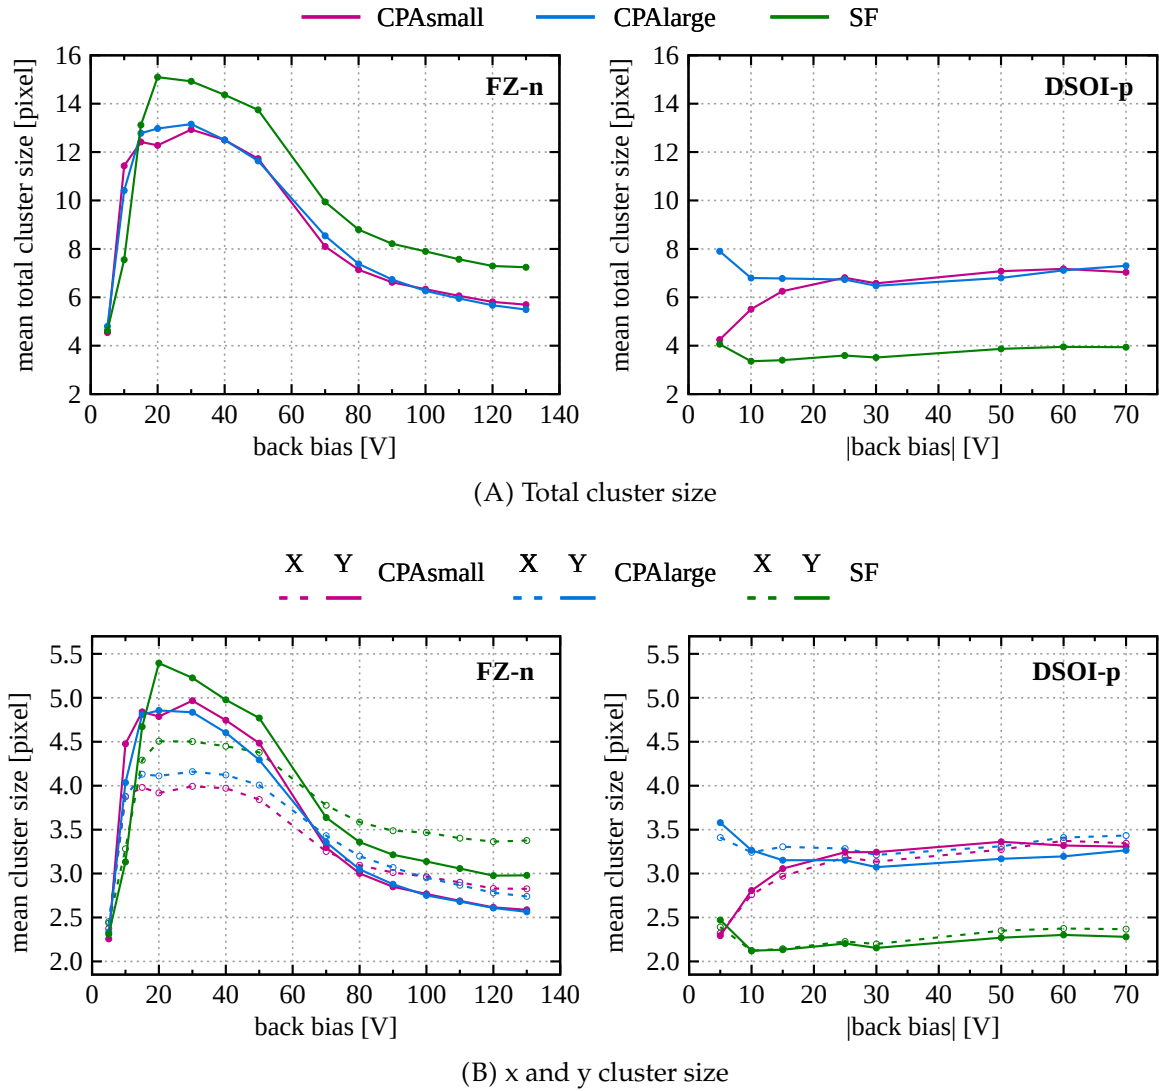 CPAsmall CPAlarge SF
FZ-n
DSOI-p
mean total cluster size [pixel]
16
14
12
10
8
6
4
2
0 20 40 60 80 100 120 140
back bias [V]
mean total cluster size [pixel]
16
14
12
10
8
6
4
2
0 10 20 30 40 50 60 70
|back bias| [V]
(A) Total cluster size
X Y CPAsmall X Y CPAlarge X Y SF
FZ-n
DSOI-p
mean cluster size [pixel]
5.5
5.0
4.5
4.0
3.5
3.0
2.5
2.0
0 20 40 60 80 100 120 140
back bias [V]
mean cluster size [pixel]
5.5
5.0
4.5
4.0
3.5
3.0
2.5
2.0
0 10 20 30 40 50 60 70
|back bias| [V]
(B) x and y cluster size